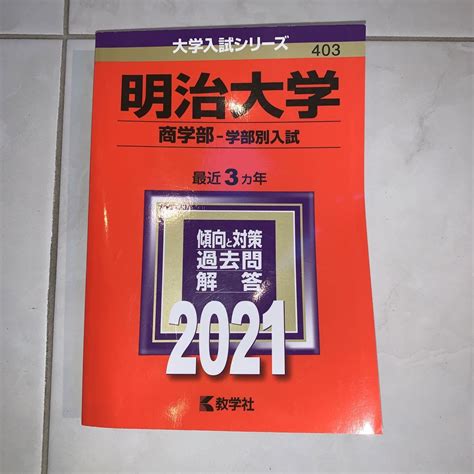 大学入試シリーズ
403
明治大学
商学部-学部別入試
最近3カ年
傾向と対策
過去問
解答
2021
教学社